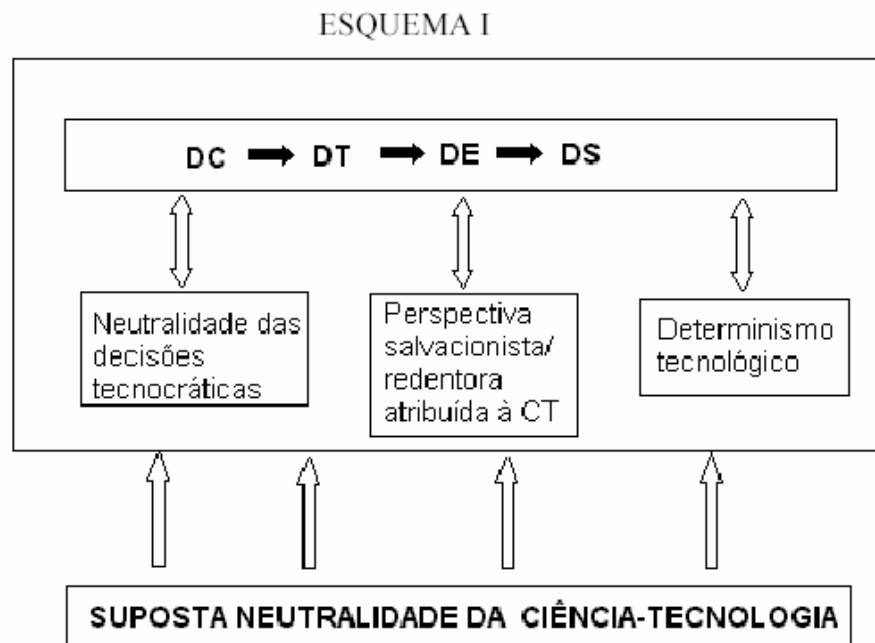 ESQUEMA I
DC → DT → DE → DS
Neutralidade das
decisões
tecnocráticas
Perspectiva
salvacionista/
redentora
atribuída à CT
Determinismo
tecnológico
SUPOSTA NEUTRALIDADE DA CIÊNCIA-TECNOLOGIA